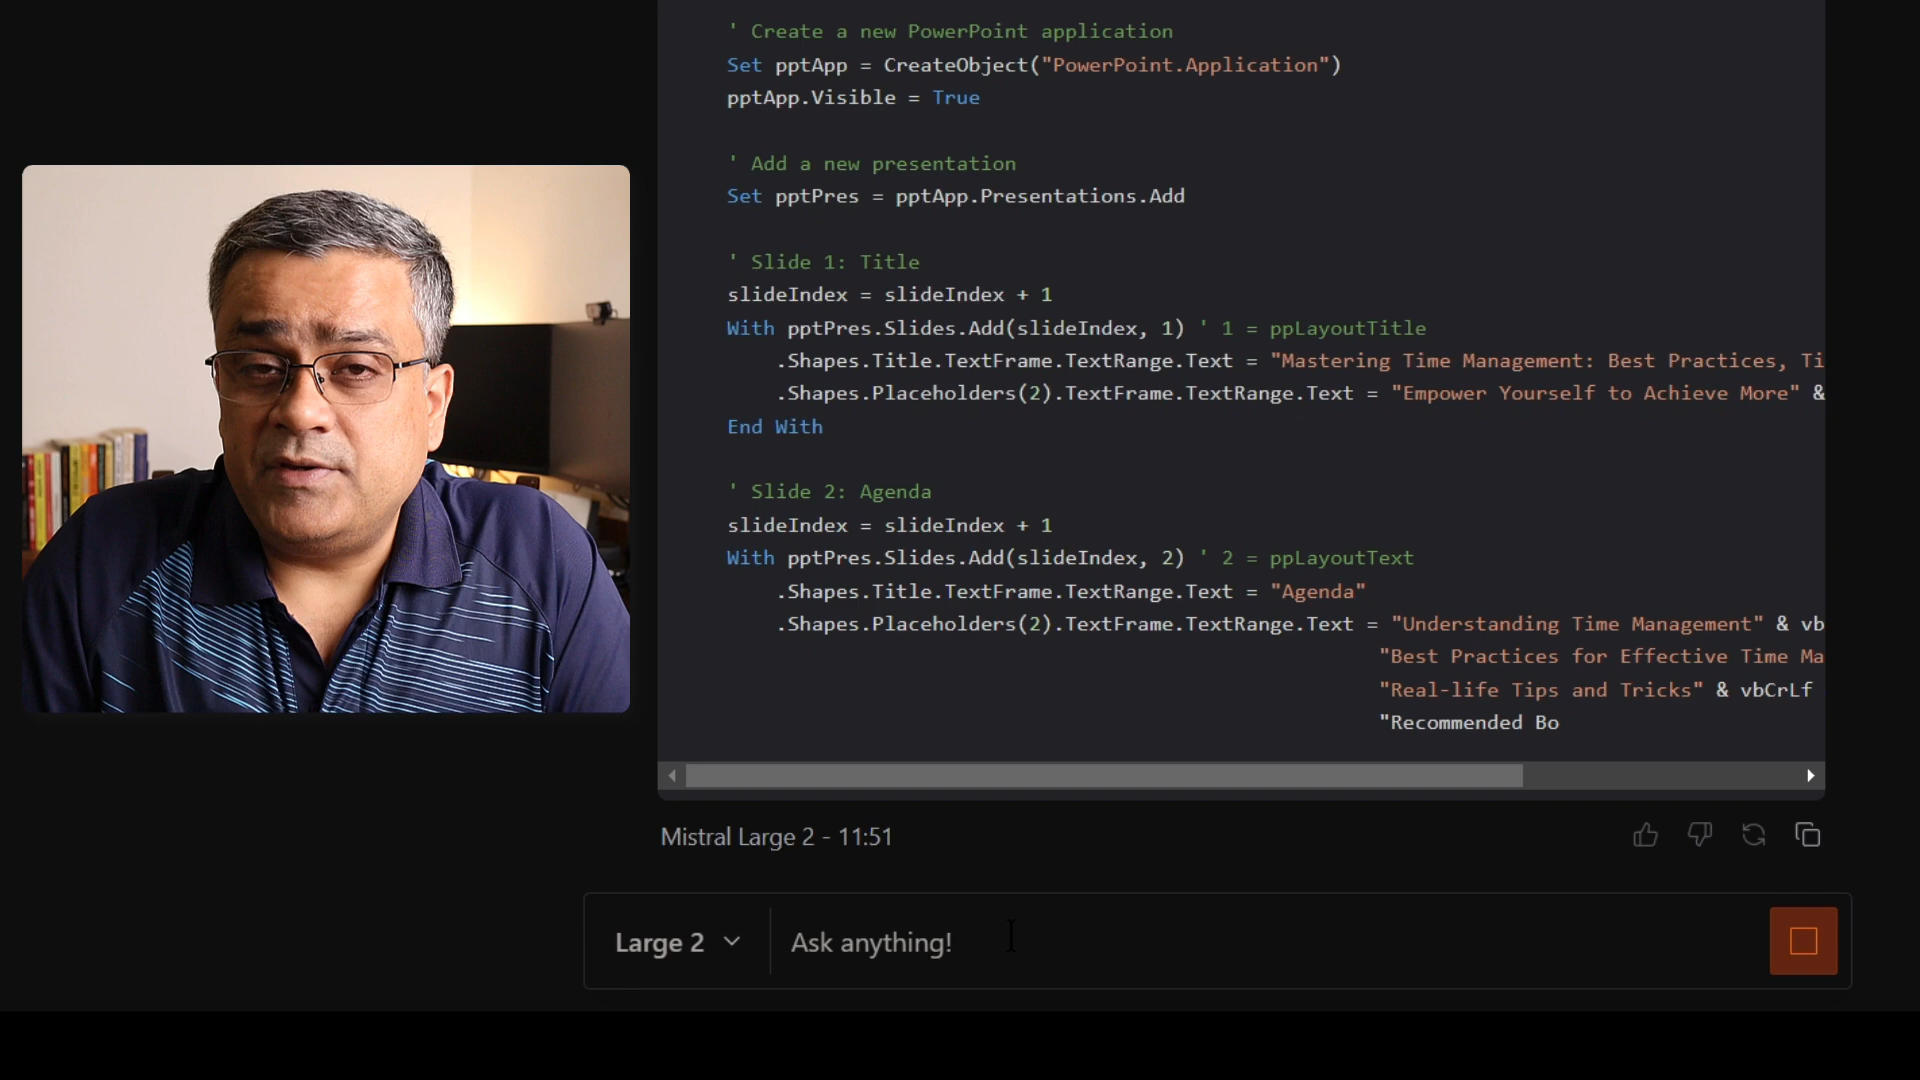 ' Create a new PowerPoint application
Set pptApp = CreateObject("PowerPoint.Application")
pptApp.Visible = True
' Add a new presentation
Set pptPres = pptApp.Presentations.Add
' Slide 1: Title
slideIndex = slideIndex + 1
With pptPres.Slides.Add(slideIndex, 1) ' 1 = ppLayoutTitle
.Shapes.Title.TextFrame.TextRange.Text = "Mastering Time Management: Best Practices, Ti
.Shapes.Placeholders(2).TextFrame.TextRange.Text = "Empower Yourself to Achieve More" &
End With
' Slide 2: Agenda
slideIndex = slideIndex + 1
With pptPres.Slides.Add(slideIndex, 2) ' 2 = ppLayoutText
.Shapes.Title.TextFrame.TextRange.Text = "Agenda"
.Shapes.Placeholders(2).TextFrame.TextRange.Text = "Understanding Time Management" & vb
"Best Practices for Effective Time Ma
"Real-life Tips and Tricks" & vbCrLf
"Recommended Bo
Mistral Large 2 - 11:51
Large 2 Ask anything!